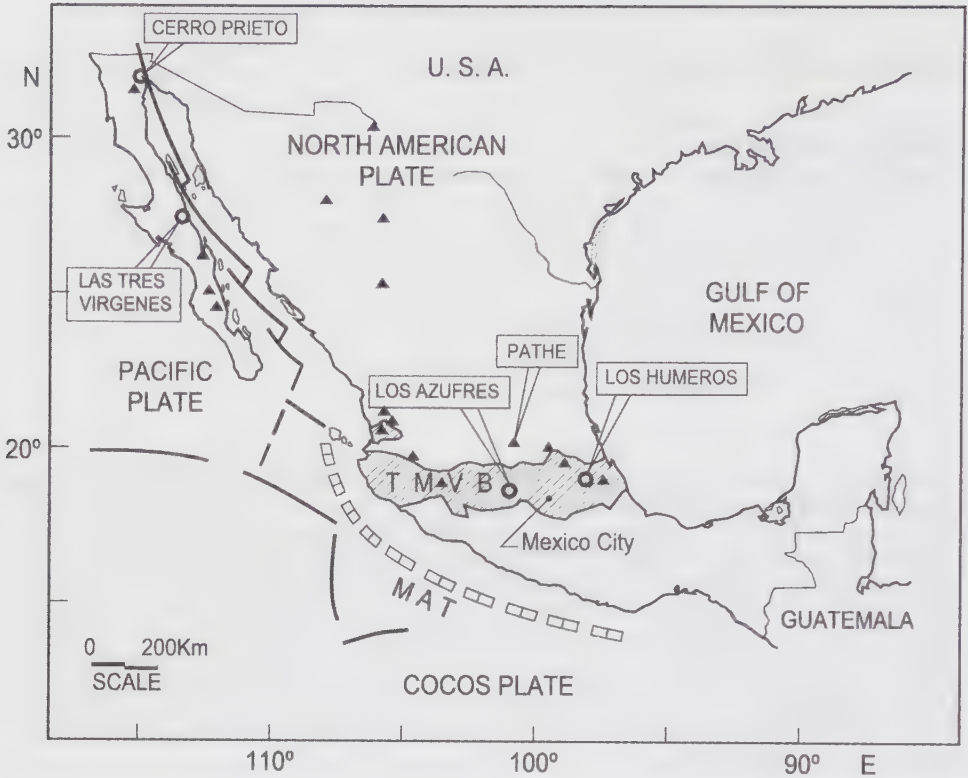 CERRO PRIETO
U. S. A.
N
30º
NORTH AMERICAN
PLATE
LAS TRES
VIRGENES
GULF OF
MEXICO
PATHE
PACIFIC
PLATE
LOS AZUFRES
LOS HUMEROS
20º
T M V B
Mexico City
MAT
GUATEMALA
0 200Km
SCALE
COCOS PLATE
110º
100º
90º
E